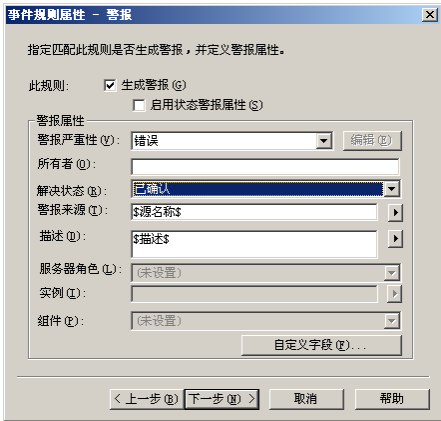 事件规则属性 - 警报
指定匹配此规则是否生成警报，并定义警报属性。
此规则: 生成警报(G)
启用状态警报属性(S)
警报属性
警报严重性(V): 错误 编辑(E)
所有者(O):
解决状态(R): 已确认
警报来源(T): $源名称$
描述(D): $描述$
服务器角色(L): (未设置)
实例(I):
组件(P): (未设置)
自定义字段(F)...
< 上一步(B) 下一步(N) > 取消 帮助